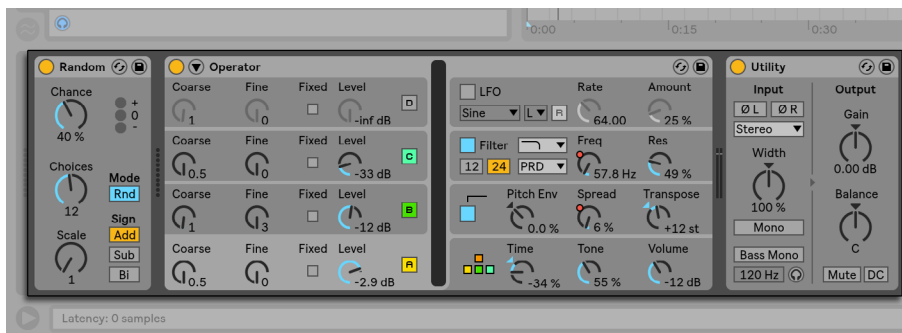 0:00 0:15 0:30
Random
Chance
40 %
+
0
-
Choices
12
Mode
Rnd
Sign
Add
Sub
Bi
Scale
1
Operator
Coarse Fine Fixed Level
1 0 -inf dB D
Coarse Fine Fixed Level
0.5 0 -33 dB C
Coarse Fine Fixed Level
1 3 -12 dB B
Coarse Fine Fixed Level
0.5 0 -2.9 dB A
LFO Rate Amount
Sine L R 64.00 25 %
Filter Freq Res
12 24 PRD 57.8 Hz 49 %
Pitch Env Spread Transpose
0.0 % 6 % +12 st
Time Tone Volume
-34 % 55 % -12 dB
Utility
Input
Ø L Ø R
Stereo
Width
100 %
Mono
Bass Mono
120 Hz
Output
Gain
0.00 dB
Balance
C
Mute DC
Latency: 0 samples